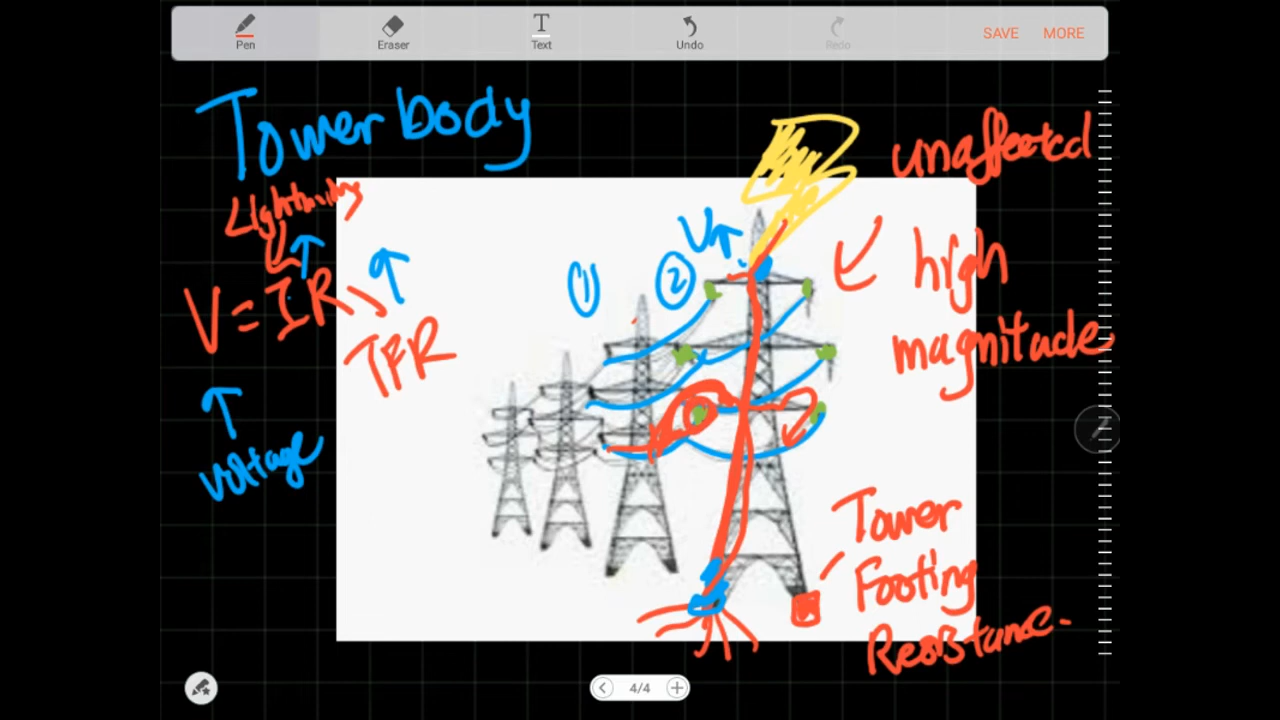 Pen
Eraser
Text
Undo
Redo
SAVE
MORE
Tower body
Lightning
V = IR
TFR
voltage
①
②
V↑
unaffected
high
magnitude
Tower
Footing
Resistance.
4/4